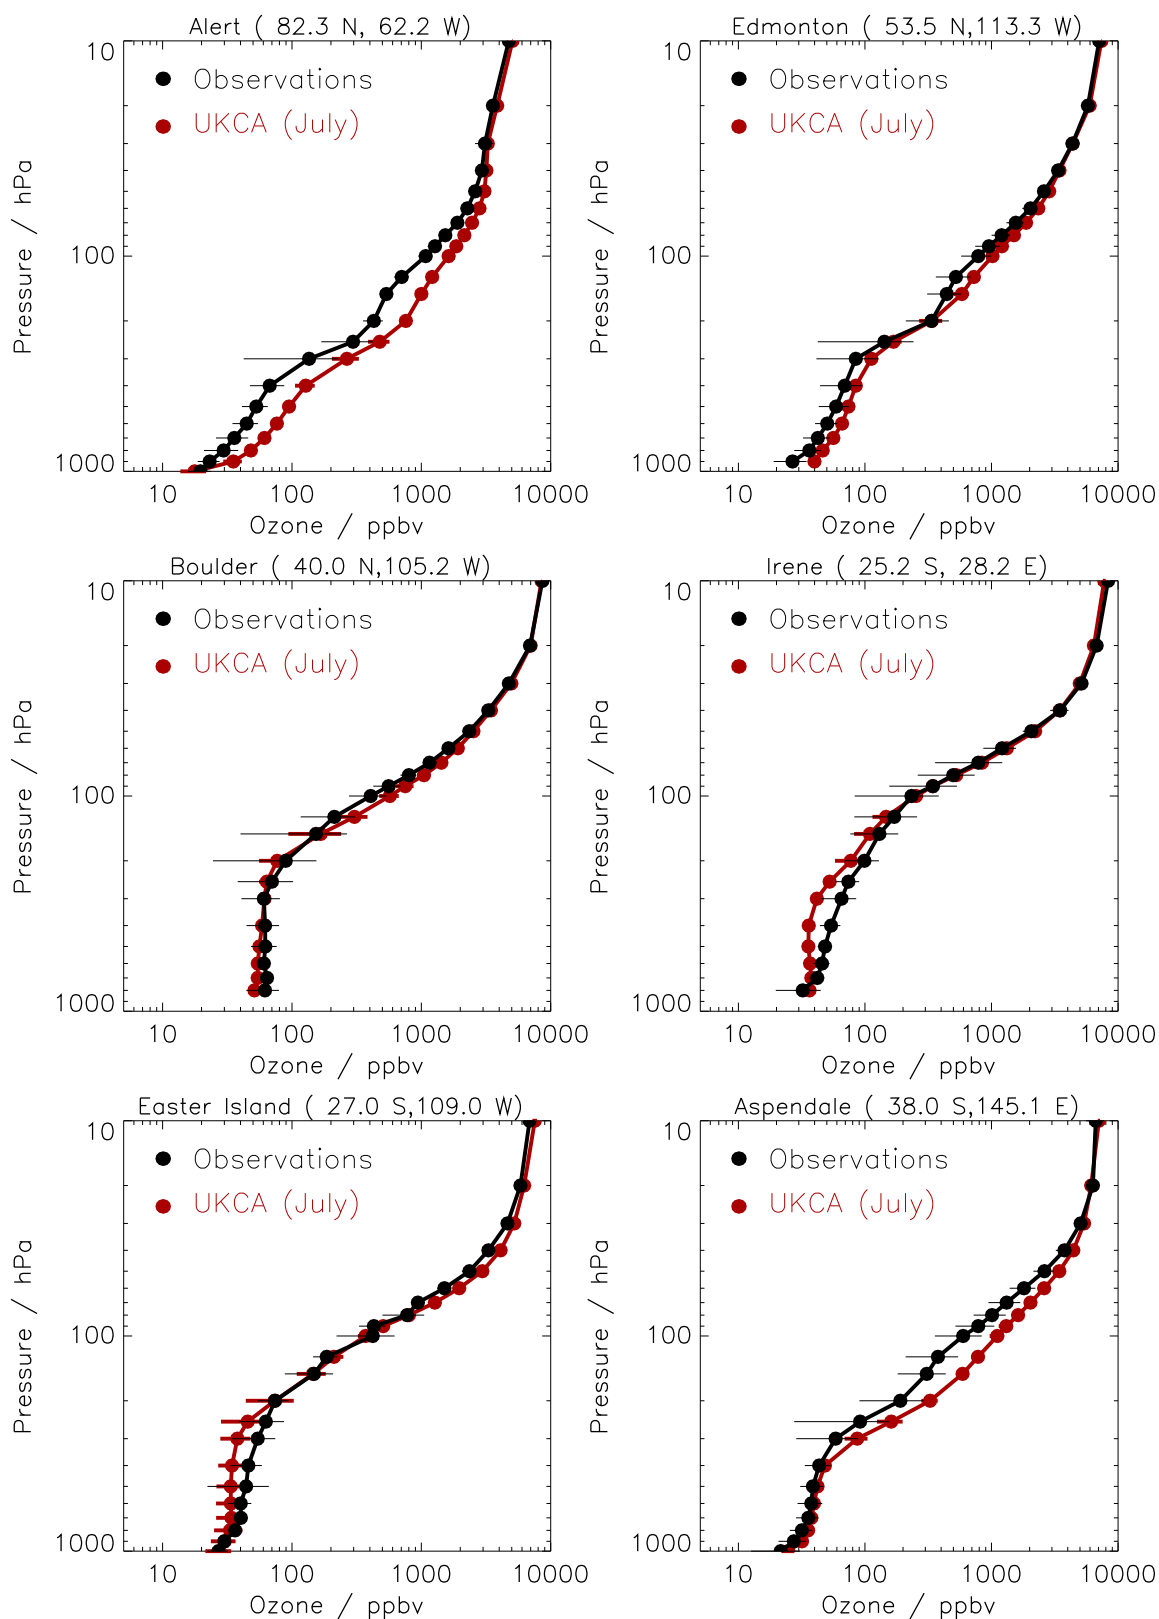 Alert ( 82.3 N, 62.2 W)
10
Observations
UKCA (July)
100
1000
Pressure / hPa
10 100 1000 10000
Ozone / ppbv
Edmonton ( 53.5 N,113.3 W)
10
Observations
UKCA (July)
100
1000
Pressure / hPa
10 100 1000 10000
Ozone / ppbv
Boulder ( 40.0 N,105.2 W)
10
Observations
UKCA (July)
100
1000
Pressure / hPa
10 100 1000 10000
Ozone / ppbv
Irene ( 25.2 S, 28.2 E)
10
Observations
UKCA (July)
100
1000
Pressure / hPa
10 100 1000 10000
Ozone / ppbv
Easter Island ( 27.0 S,109.0 W)
10
Observations
UKCA (July)
100
1000
Pressure / hPa
10 100 1000 10000
Ozone / ppbv
Aspendale ( 38.0 S,145.1 E)
10
Observations
UKCA (July)
100
1000
Pressure / hPa
10 100 1000 10000
Ozone / ppbv